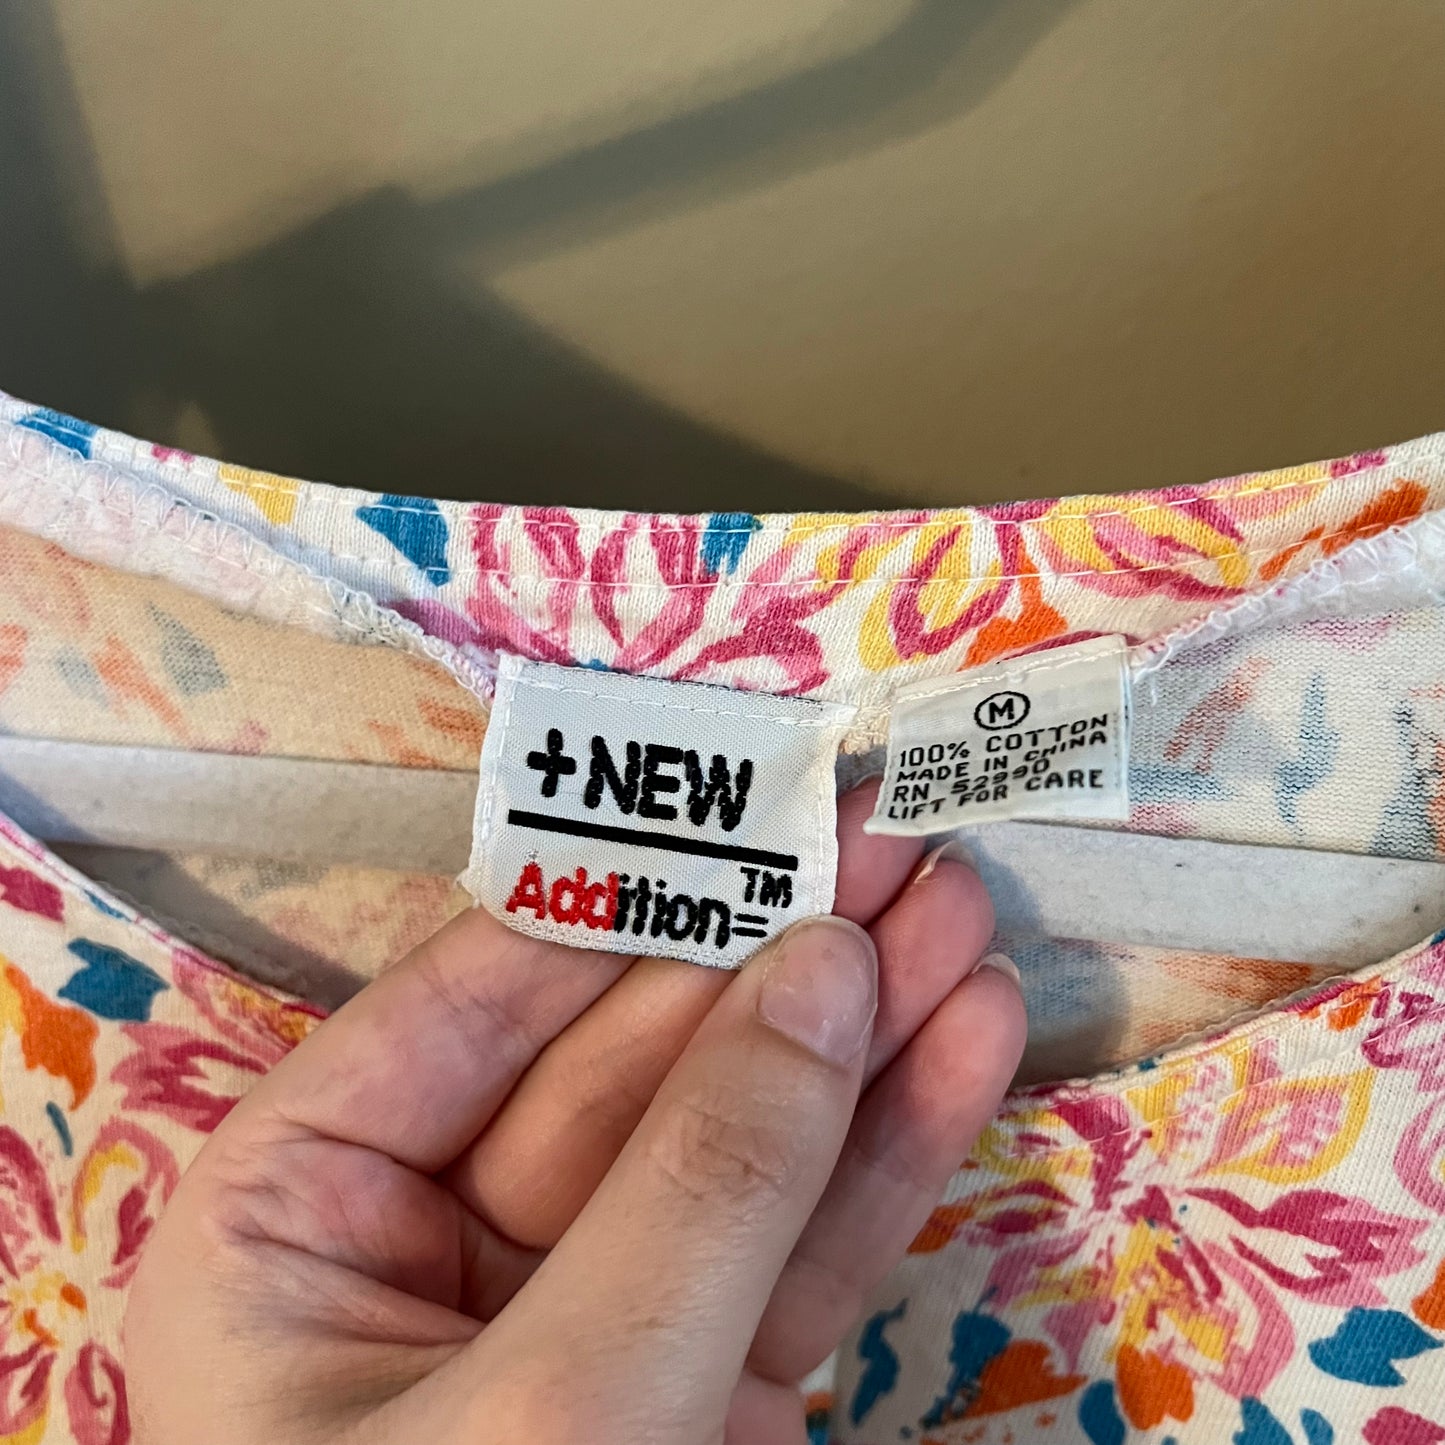 +NEW
Addition=™
M
100% COTTON
MADE IN CHINA
RN 52990
LIFT FOR CARE